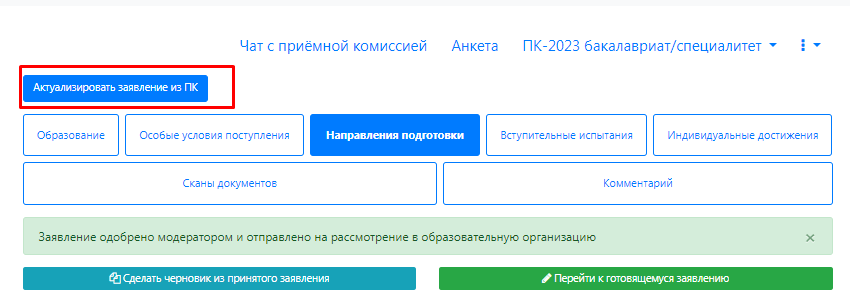 Чат с приёмной комиссией Анкета ПК-2023 бакалавриат/специалитет
Актуализировать заявление из ПК
Образование Особые условия поступления Направления подготовки Вступительные испытания Индивидуальные достижения
Сканы документов Комментарий
Заявление одобрено модератором и отправлено на рассмотрение в образовательную организацию ×
Сделать черновик из принятого заявления Перейти к готовящемуся заявлению